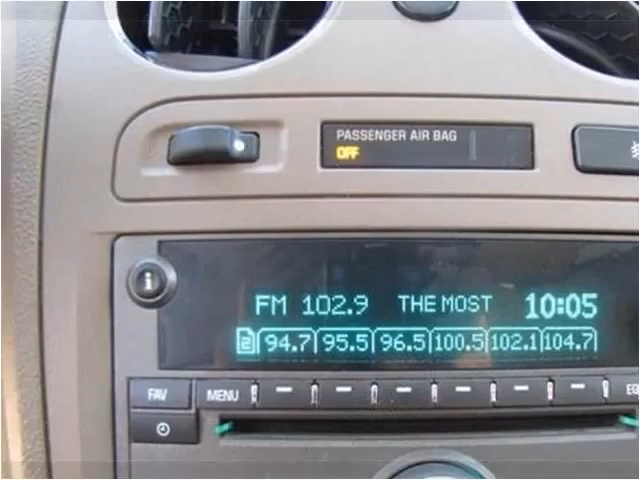 PASSENGER AIR BAG
OFF
i
FM 102.9 THE MOST 10:05
2 94.7 95.5 96.5 100.5 102.1 104.7
FAV MENU